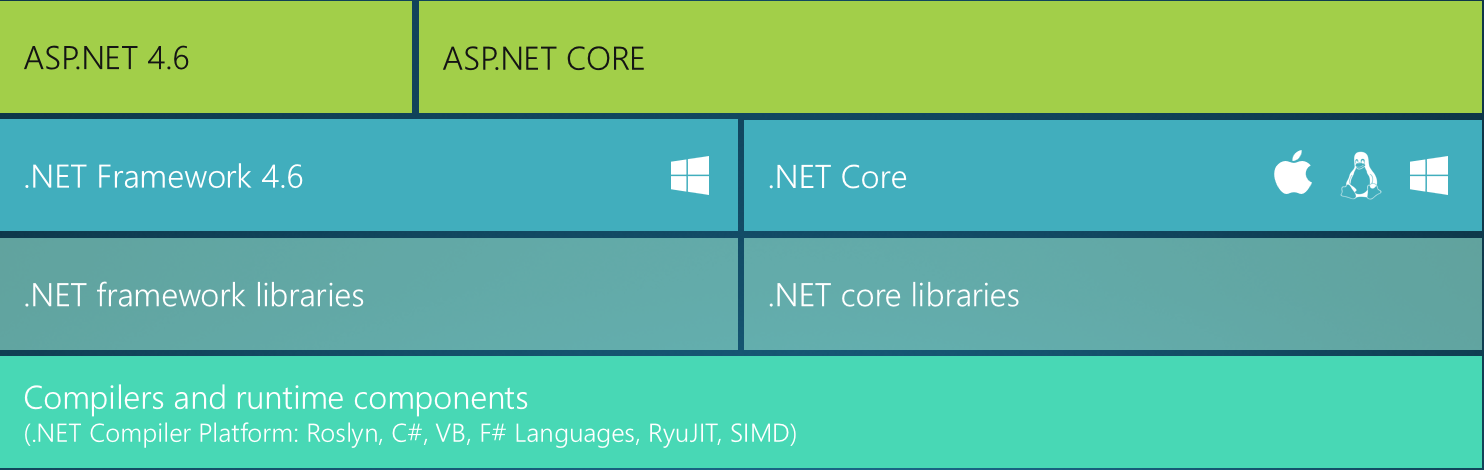 ASP.NET 4.6
ASP.NET CORE
.NET Framework 4.6
.NET Core
.NET framework libraries
.NET core libraries
Compilers and runtime components
(.NET Compiler Platform: Roslyn, C#, VB, F# Languages, RyuJIT, SIMD)